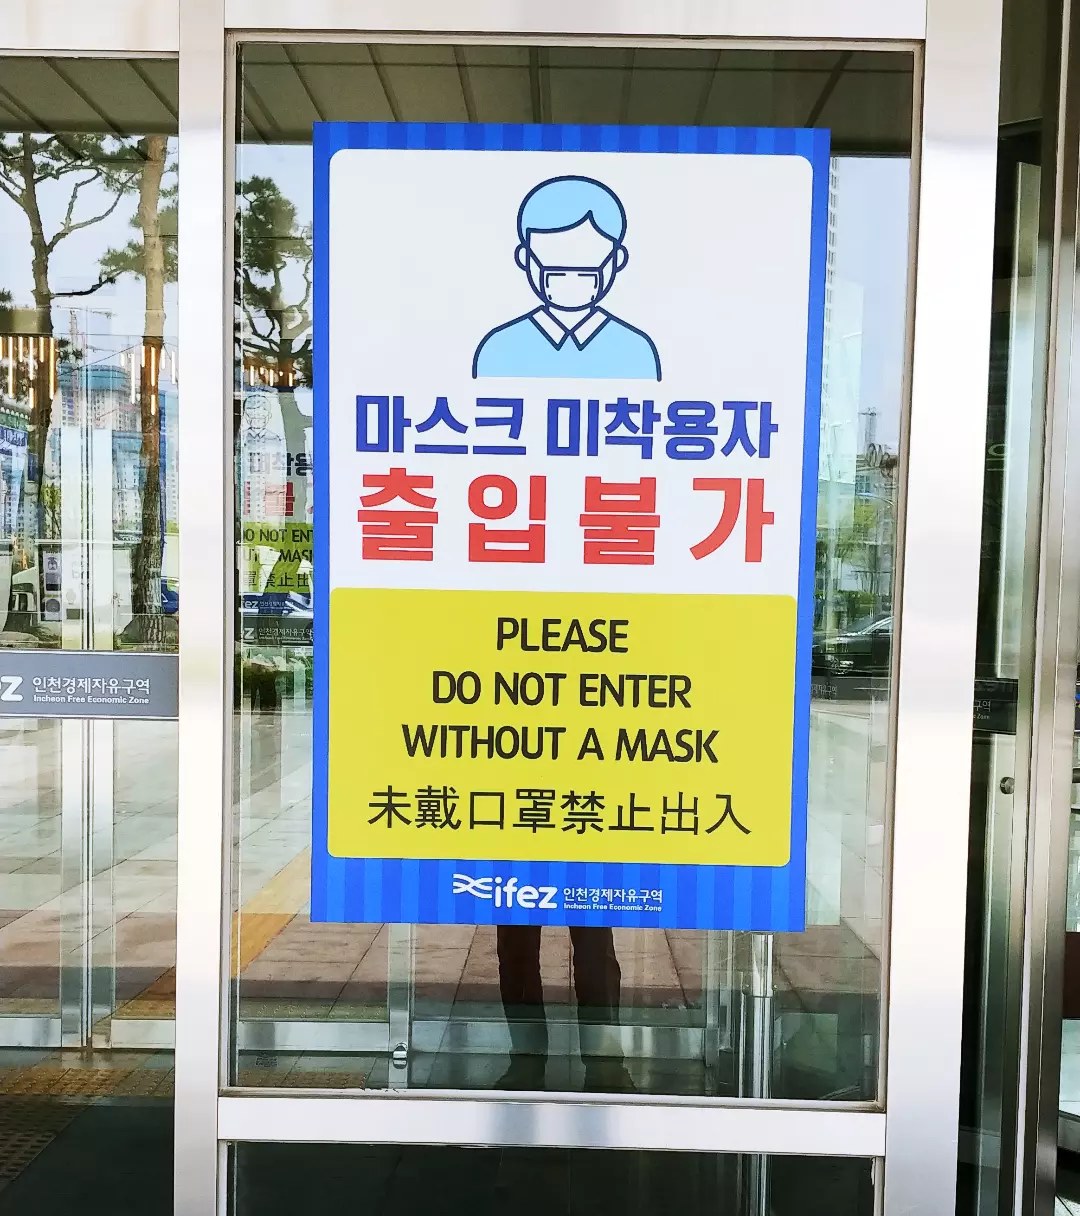 마스크 미착용자
출입불가
PLEASE
DO NOT ENTER
WITHOUT A MASK
未戴口罩禁止出入
ifez 인천경제자유구역
Incheon Free Economic Zone
인천경제자유구역
Incheon Free Economic Zone